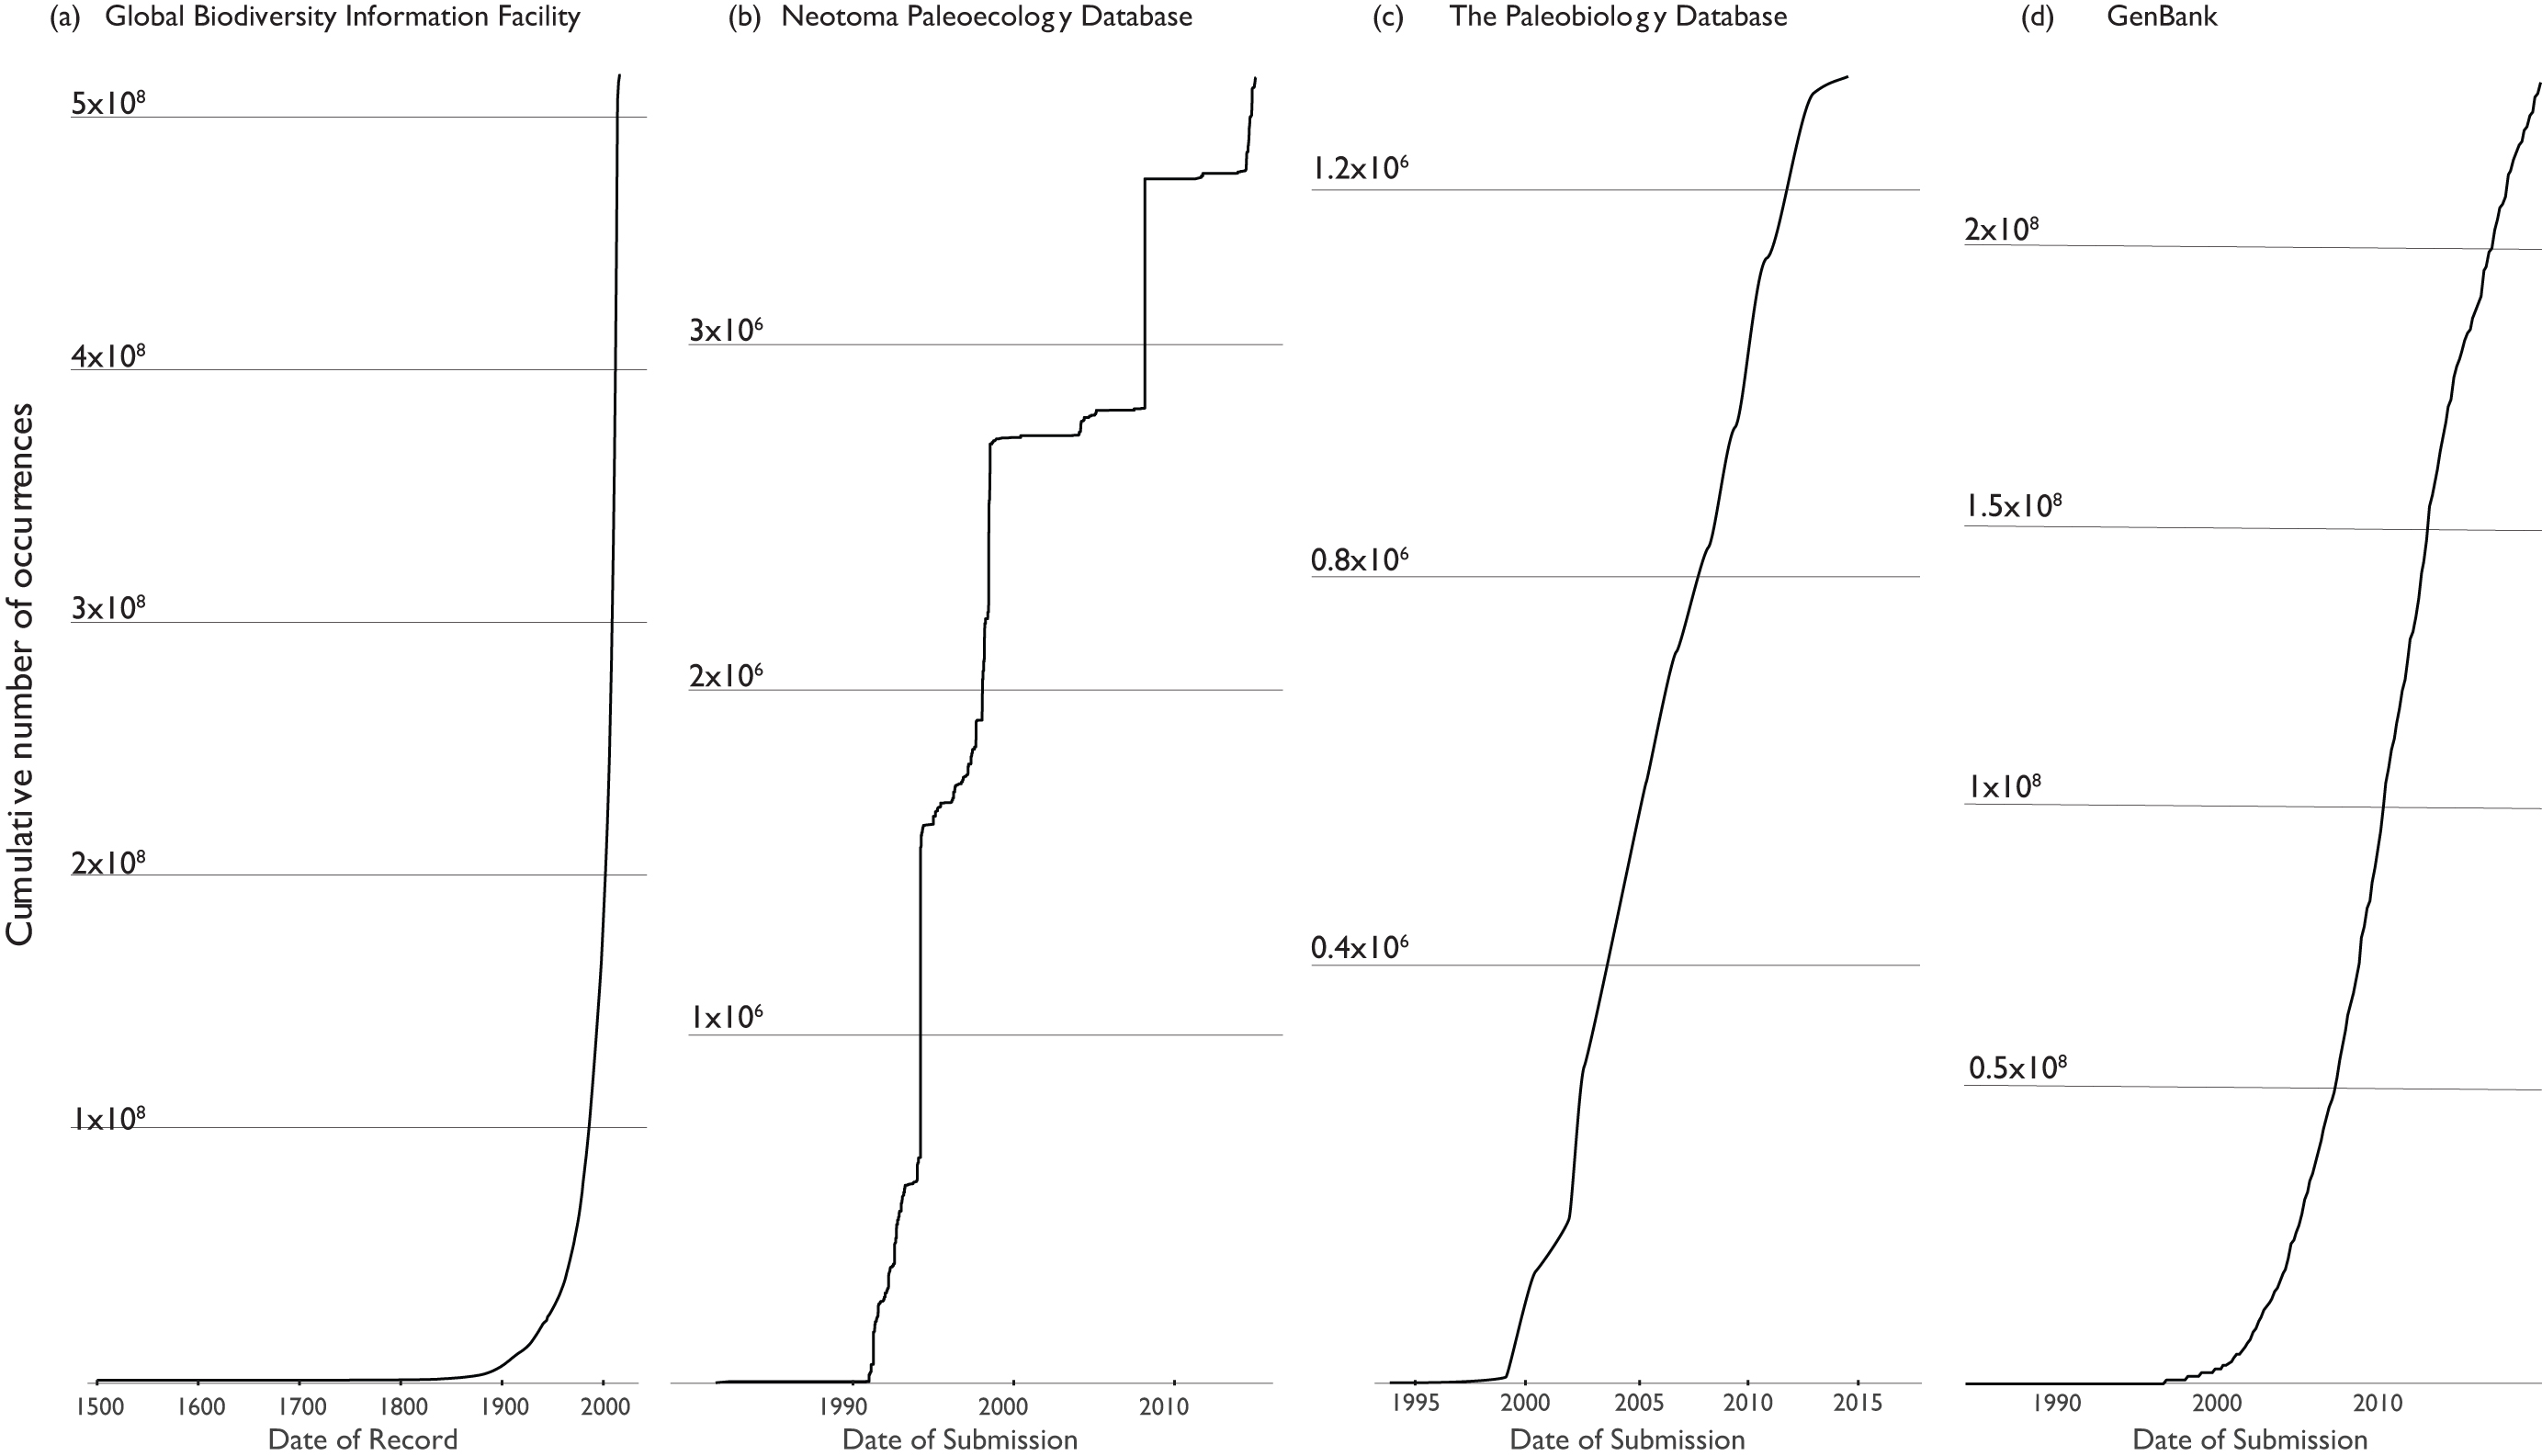 (a) Global Biodiversity Information Facility
(b) Neotoma Paleoecology Database
(c) The Paleobiology Database
(d) GenBank
Cumulative number of occurrences
5x10⁸
4x10⁸
3x10⁸
2x10⁸
1x10⁸
1500 1600 1700 1800 1900 2000
Date of Record
3x10⁶
2x10⁶
1x10⁶
1990 2000 2010
Date of Submission
1.2x10⁶
0.8x10⁶
0.4x10⁶
1995 2000 2005 2010 2015
Date of Submission
2x10⁸
1.5x10⁸
1x10⁸
0.5x10⁸
1990 2000 2010
Date of Submission